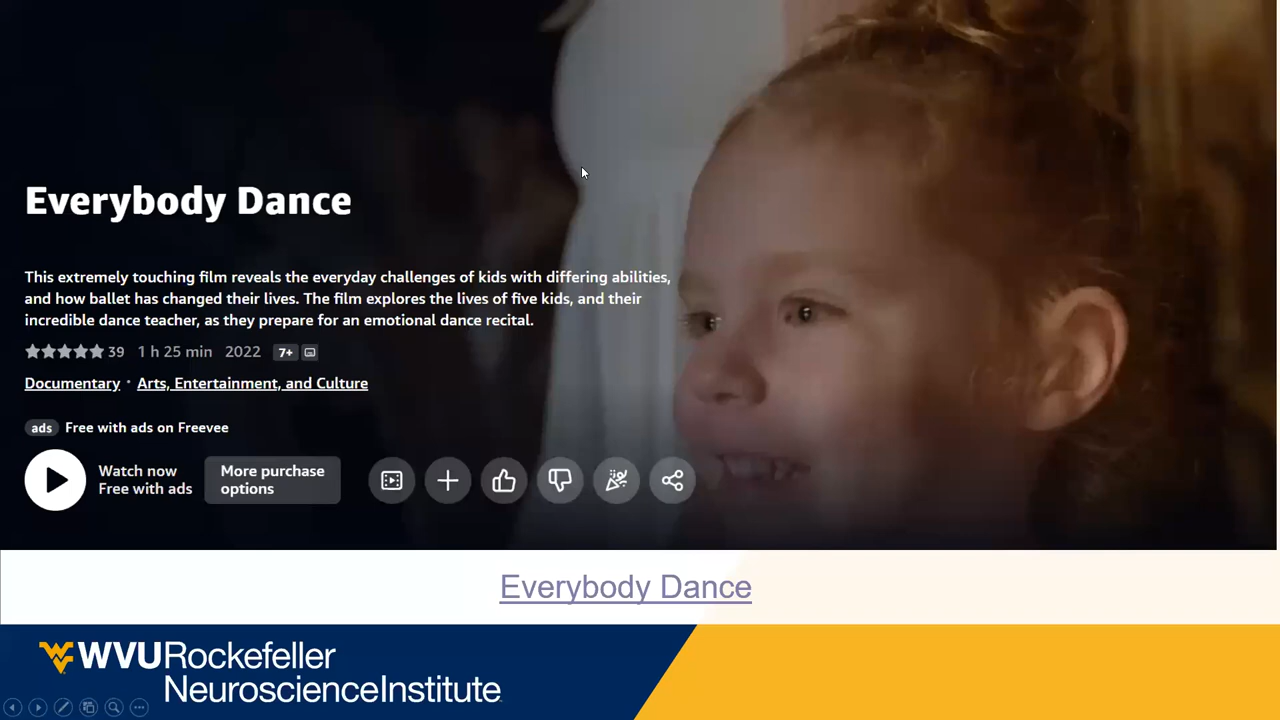 Everybody Dance
This extremely touching film reveals the everyday challenges of kids with differing abilities,
and how ballet has changed their lives. The film explores the lives of five kids, and their
incredible dance teacher, as they prepare for an emotional dance recital.
39 1 h 25 min 2022 7+
Documentary · Arts, Entertainment, and Culture
ads Free with ads on Freevee
Watch now
Free with ads
More purchase
options
Everybody Dance
WVU Rockefeller
NeuroscienceInstitute